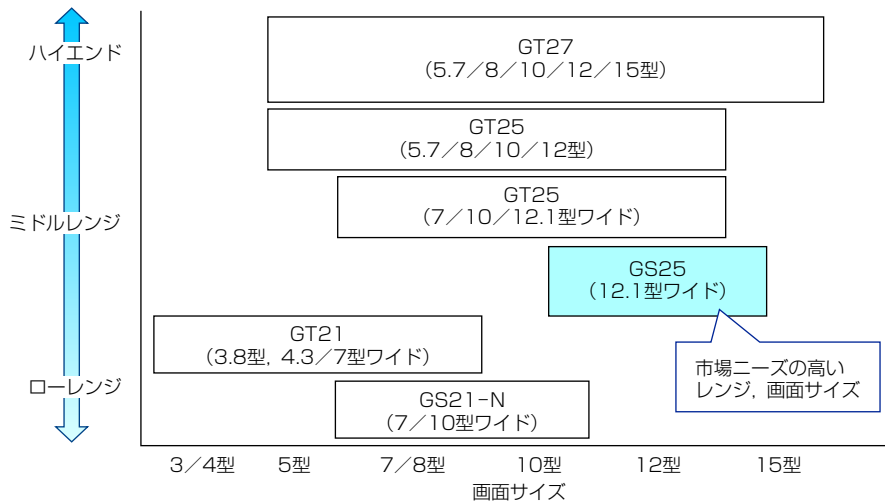 ハイエンド
GT27
（5.7／8／10／12／15型）
GT25
（5.7／8／10／12型）
GT25
（7／10／12.1型ワイド）
ミドルレンジ
GS25
（12.1型ワイド）
GT21
（3.8型, 4.3／7型ワイド）
市場ニーズの高い
レンジ, 画面サイズ
ローレンジ
GS21−N
（7／10型ワイド）
3／4型 5型 7／8型 10型 12型 15型
画面サイズ